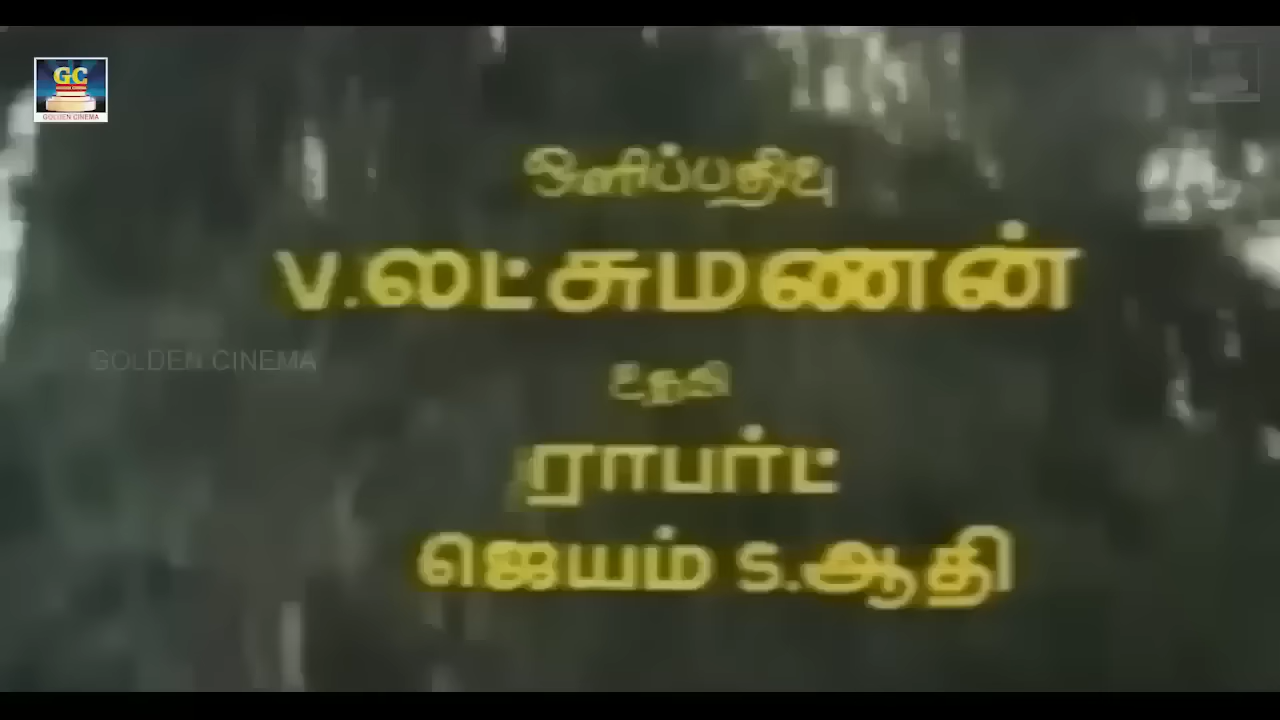 GC
GOLDEN CINEMA
ஒளிப்பதிவு
V.லட்சுமணன்
GOLDEN CINEMA
ராபர்ட்
ஜெயம் S.ஆதி